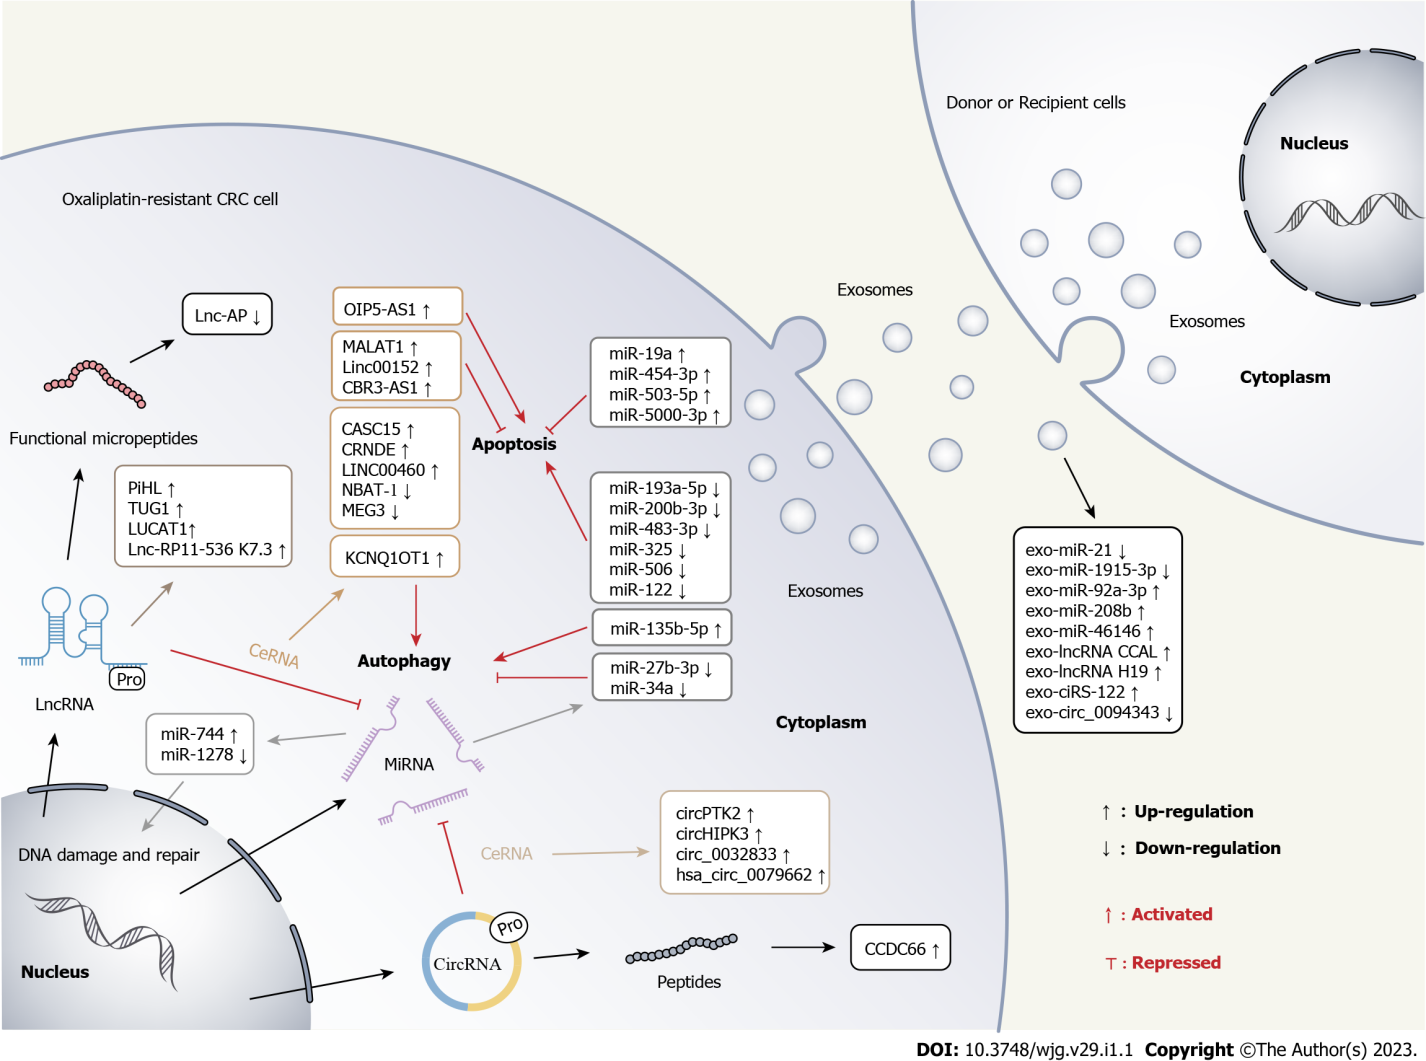 Donor or Recipient cells
Nucleus
Oxaliplatin-resistant CRC cell
Exosomes
Exosomes
Cytoplasm
Lnc-AP ↓
Functional micropeptides
OIP5-AS1 ↑
MALAT1 ↑
Linc00152 ↑
CBR3-AS1 ↑
CASC15 ↑
CRNDE ↑
LINC00460 ↑
NBAT-1 ↓
MEG3 ↓
KCNQ1OT1 ↑
Apoptosis
miR-19a ↑
miR-454-3p ↑
miR-503-5p ↑
miR-5000-3p ↑
miR-193a-5p ↓
miR-200b-3p ↓
miR-483-3p ↓
miR-325 ↓
miR-506 ↓
miR-122 ↓
miR-135b-5p ↑
miR-27b-3p ↓
miR-34a ↓
Exosomes
PiHL ↑
TUG1 ↑
LUCAT1↑
Lnc-RP11-536 K7.3 ↑
CeRNA
Autophagy
Pro
LncRNA
miR-744 ↑
miR-1278 ↓
MiRNA
Cytoplasm
exo-miR-21 ↓
exo-miR-1915-3p ↓
exo-miR-92a-3p ↑
exo-miR-208b ↑
exo-miR-46146 ↑
exo-lncRNA CCAL ↑
exo-lncRNA H19 ↑
exo-ciRS-122 ↑
exo-circ_0094343 ↓
DNA damage and repair
Nucleus
CeRNA
circPTK2 ↑
circHIPK3 ↑
circ_0032833 ↑
hsa_circ_0079662 ↑
Pro
CircRNA
Peptides
CCDC66 ↑
↑ : Up-regulation
↓ : Down-regulation
↑ : Activated
T : Repressed
DOI: 10.3748/wjg.v29.i1.1 Copyright ©The Author(s) 2023.